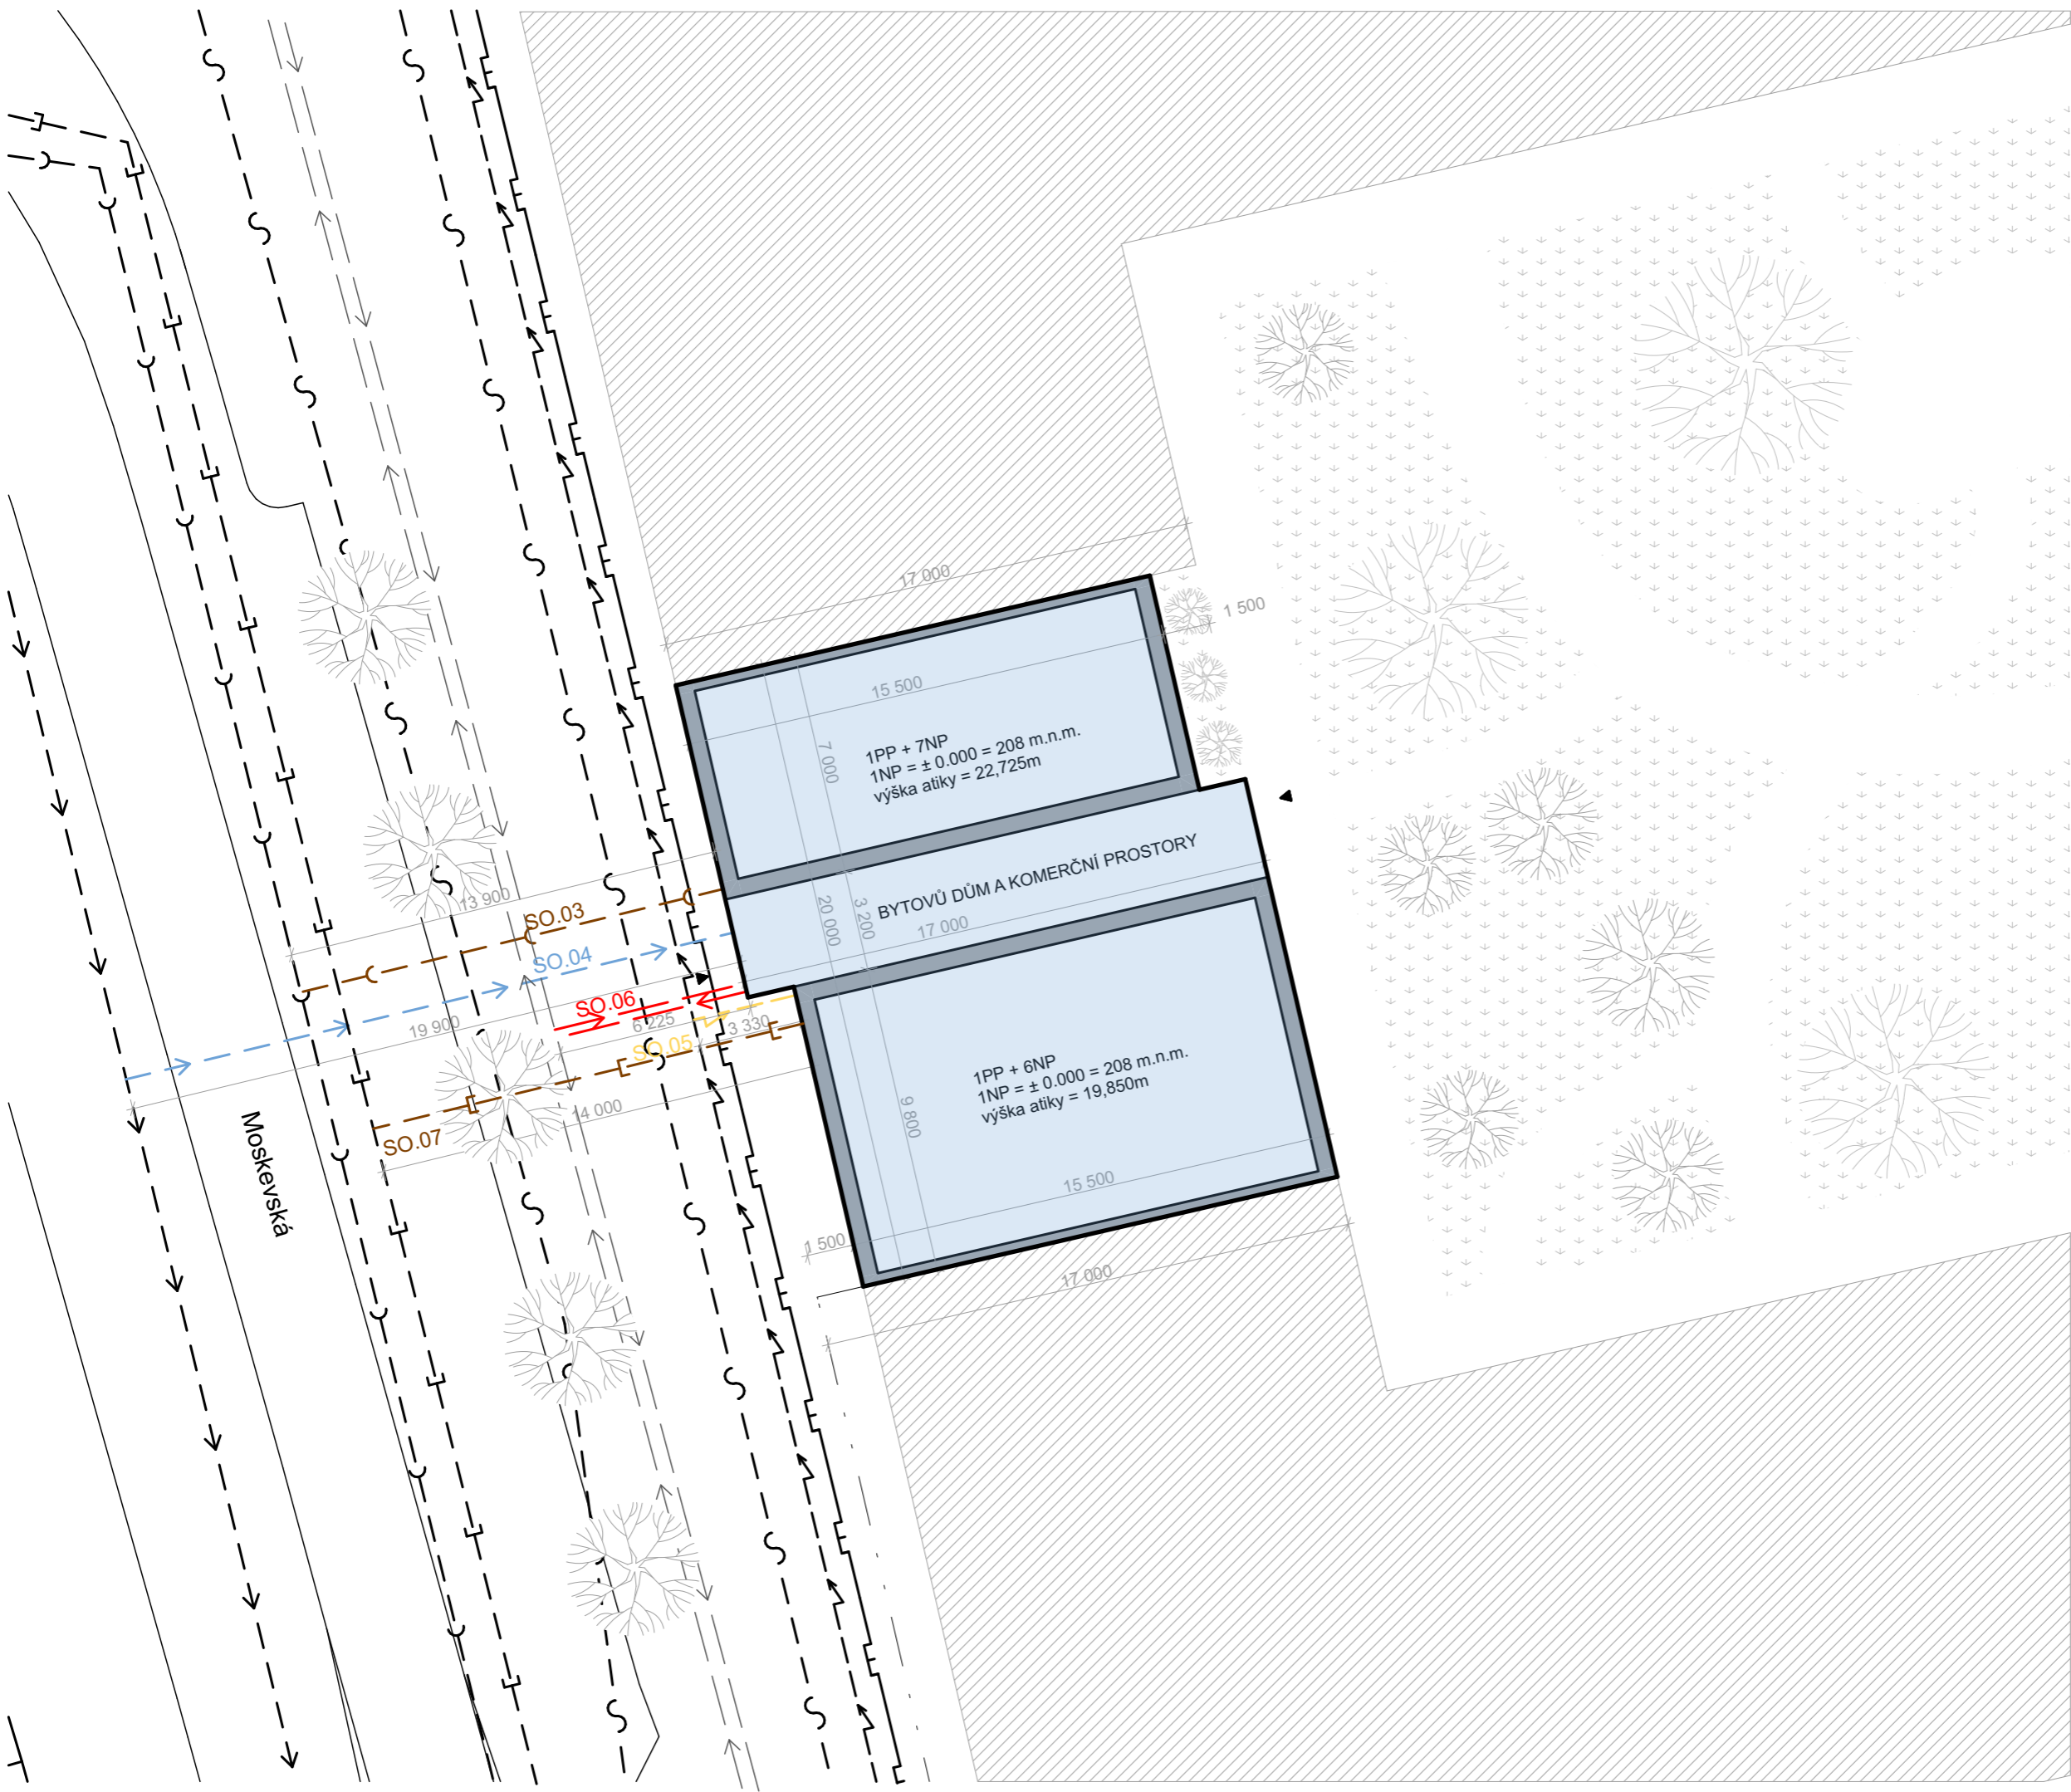 17 000
1 500
15 500
7 000
1PP + 7NP
1NP = ± 0.000 = 208 m.n.m.
výška atiky = 22,725m
BYTOVŮ DŮM A KOMERČNÍ PROSTORY
13 900
SO.03
20 000
3 200
17 000
SO.04
SO.06
19 900
6 225
3 330
SO.05
1PP + 6NP
1NP = ± 0.000 = 208 m.n.m.
výška atiky = 19,850m
14 000
9 800
SO.07
Moskevská
15 500
1 500
17 000